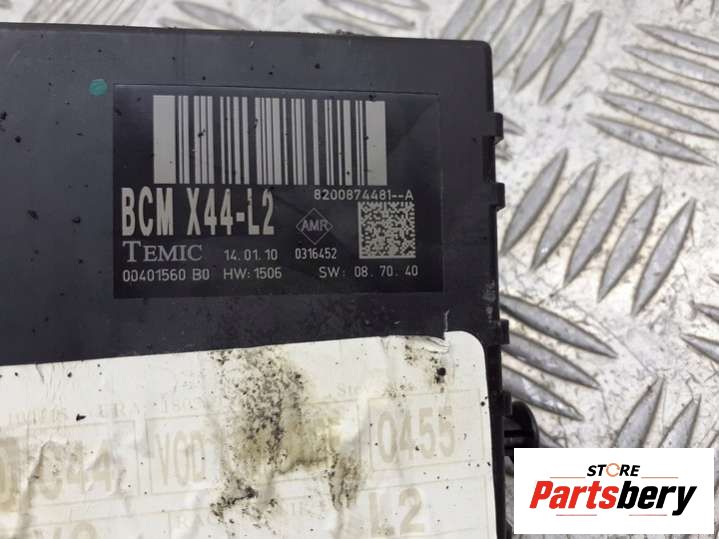 8200874481--A
BCM X44-L2
AMR
TEMIC 14.01.10 0316452
00401560 B0 HW:1506 SW: 08.70.40
VOD 0455
L2
STORE
Partsbery